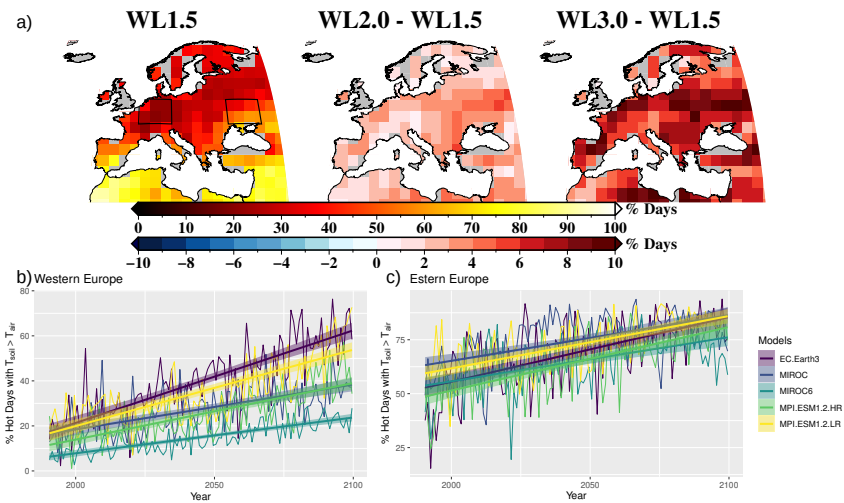 a)
WL1.5
WL2.0 - WL1.5
WL3.0 - WL1.5
0 10 20 30 40 50 60 70 80 90 100
% Days
−10 −8 −6 −4 −2 0 2 4 6 8 10
% Days
b) Western Europe
% Hot Days with Tsoil > Tair
80
60
40
20
0
2000 2050 2100
Year
c) Estern Europe
% Hot Days with Tsoil > Tair
75
50
25
2000 2050 2100
Year
Models
EC.Earth3
MIROC
MIROC6
MPI.ESM1.2.HR
MPI.ESM1.2.LR